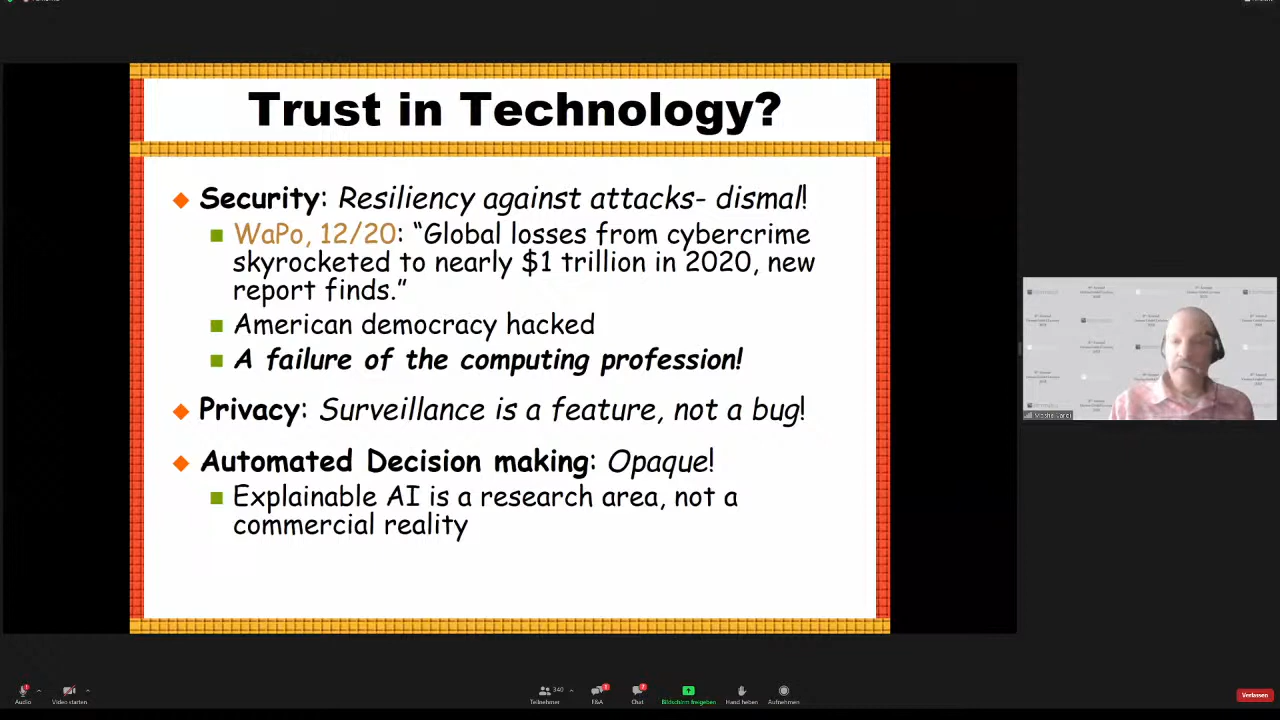 Trust in Technology?
Security: Resiliency against attacks- dismal!
WaPo, 12/20: “Global losses from cybercrime
skyrocketed to nearly $1 trillion in 2020, new
report finds.”
American democracy hacked
A failure of the computing profession!
Privacy: Surveillance is a feature, not a bug!
Automated Decision making: Opaque!
Explainable AI is a research area, not a
commercial reality
Audio
Video starten
340
Teilnehmer
F&A
Chat
Bildschirm freigeben
Hand heben
Aufnehmen
Verlassen